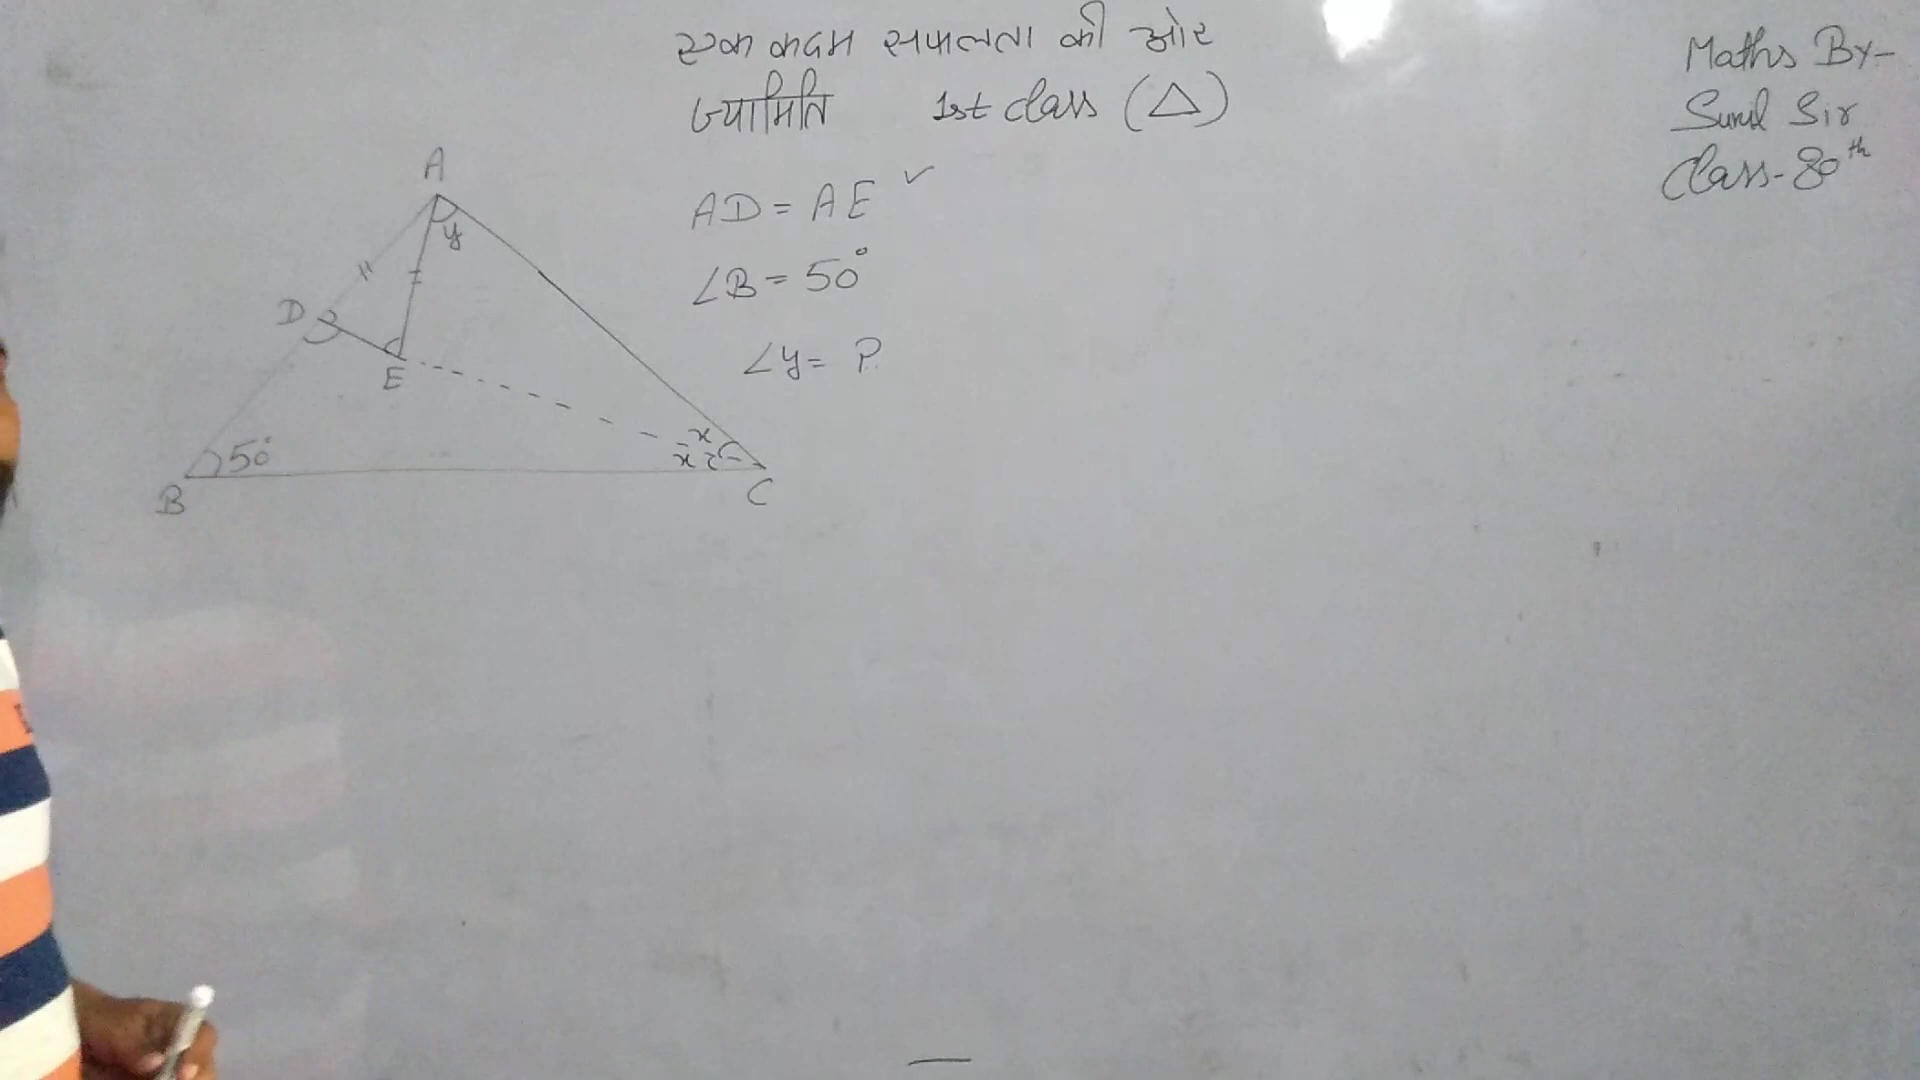 एक कदम सफलता की ओर
ज्यामिति 1st class (△)
Maths By-
Sunil Sir
Class-80th
AD = AE ✓
∠B = 50°
∠y = ?
A
y
D
E
50°
x
x
B
C